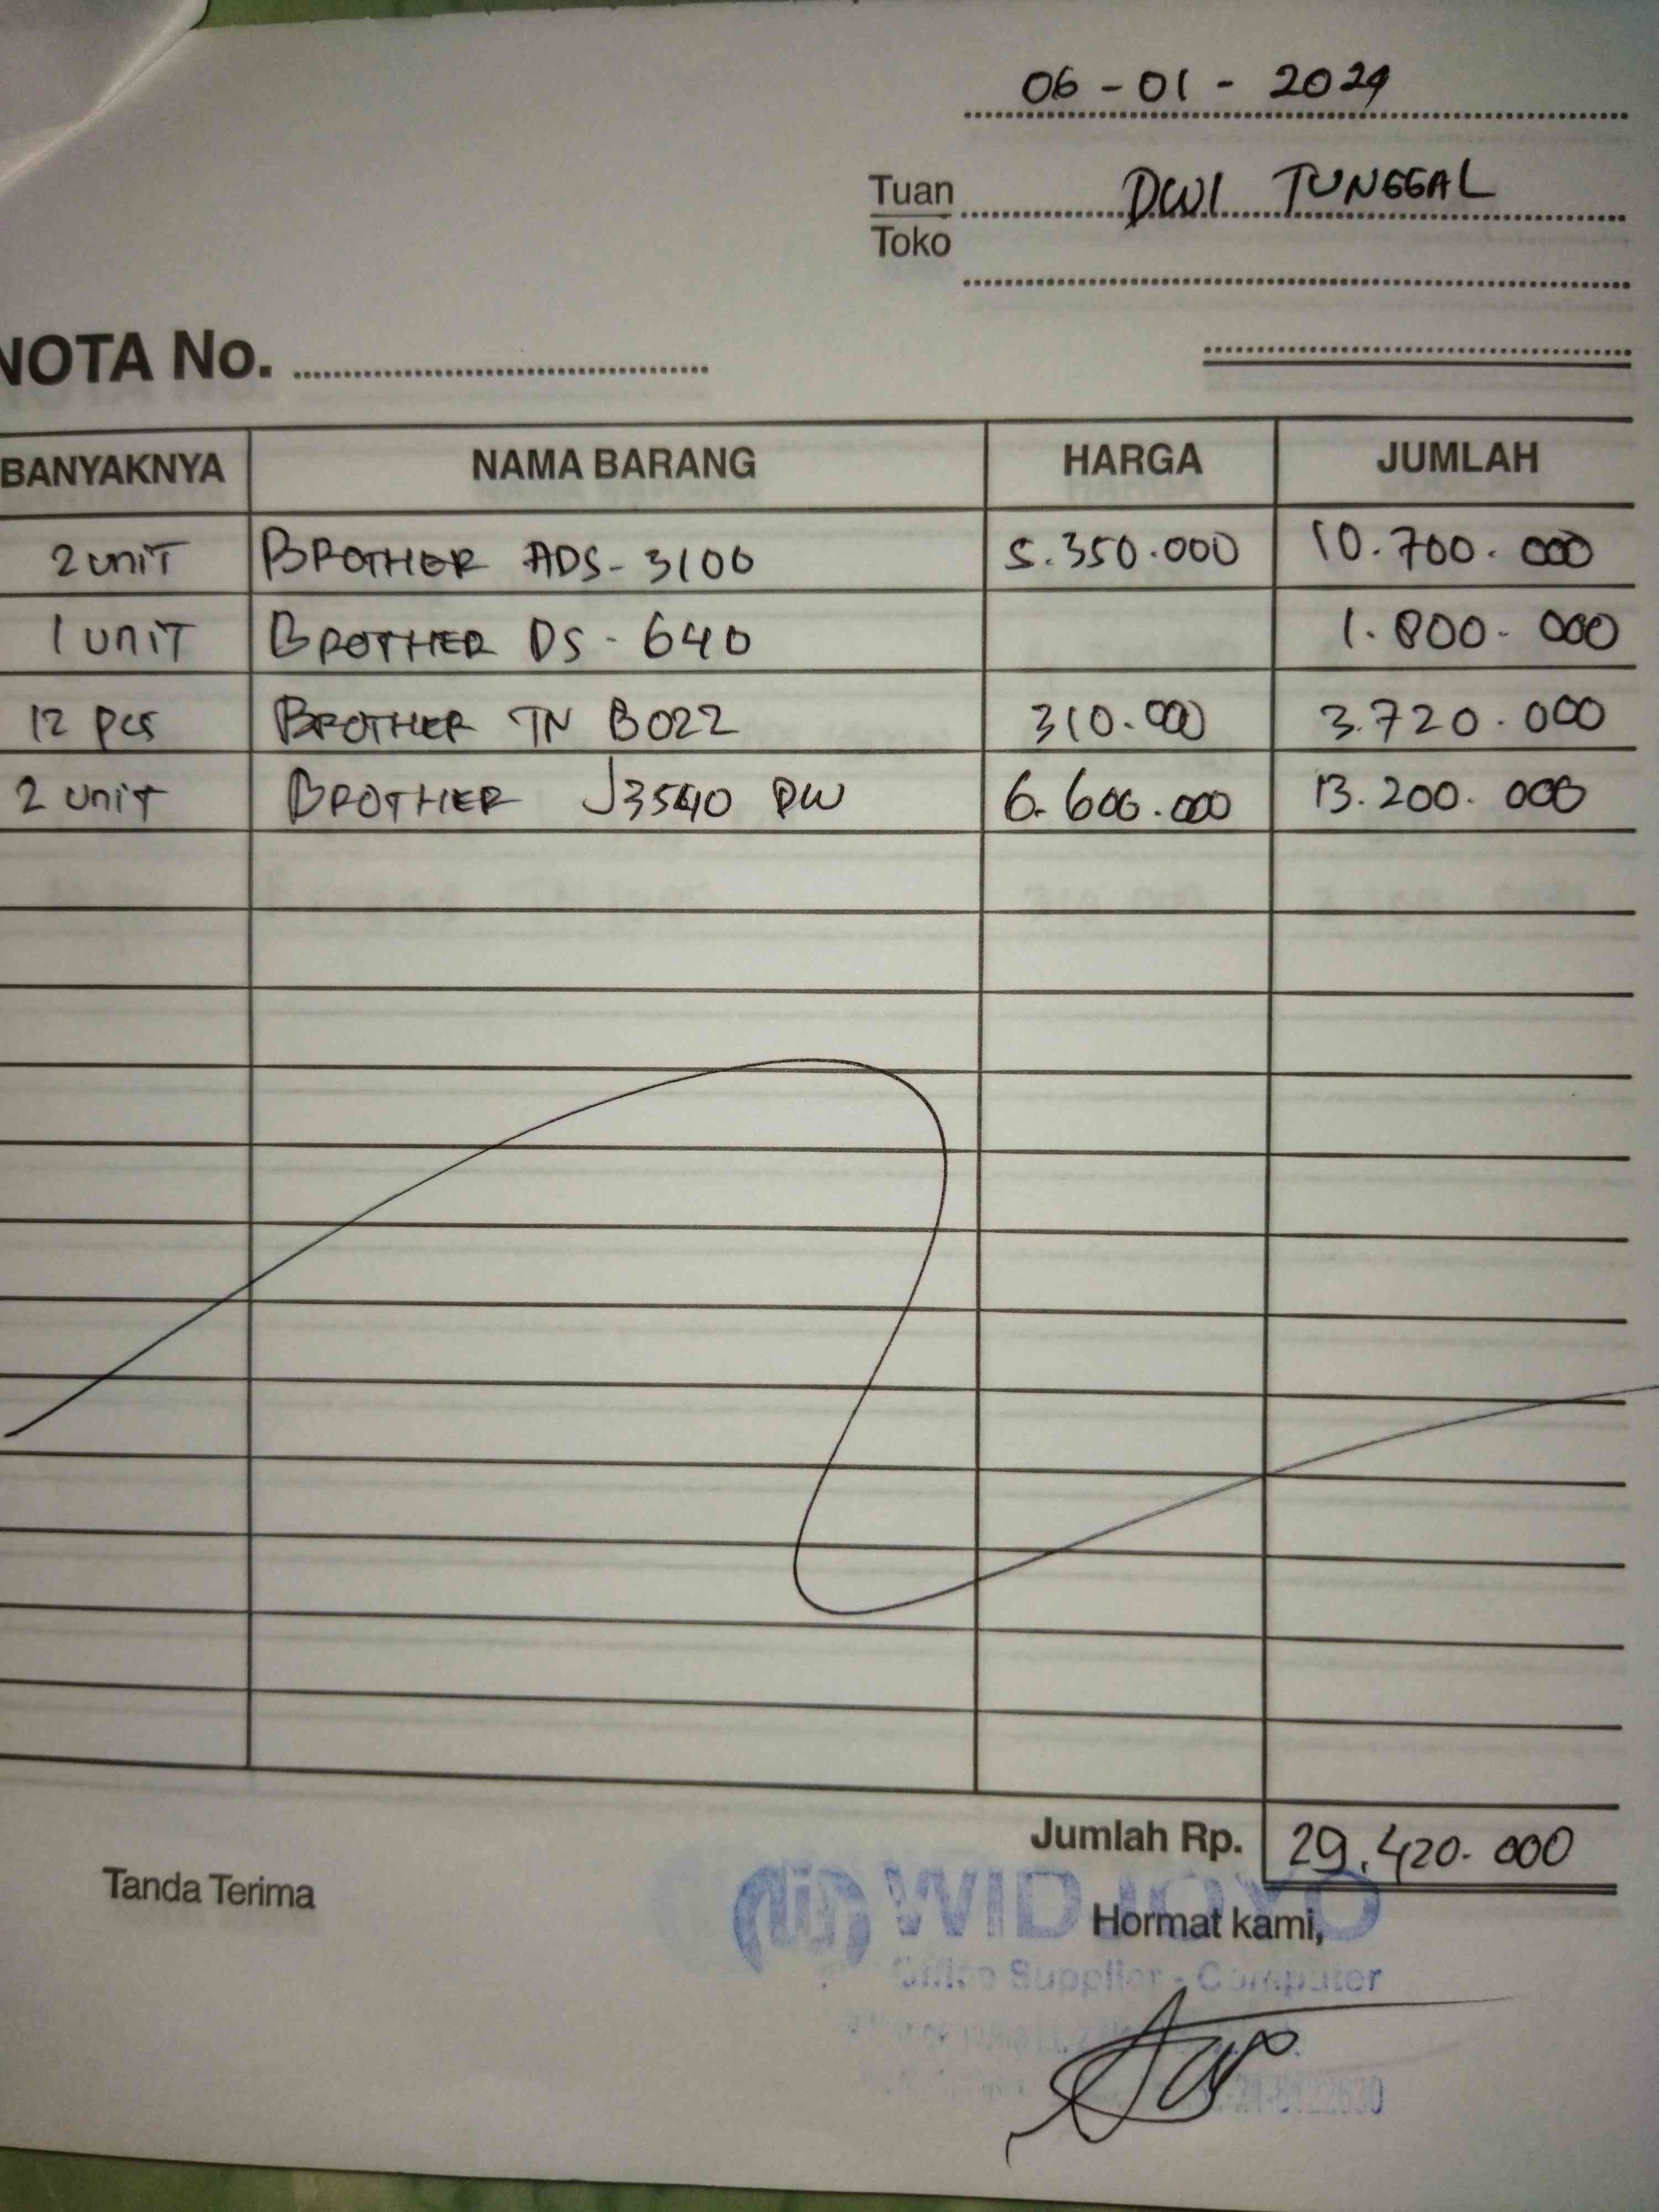 06 - 01 - 2024
Tuan DWI TUNGGAL
Toko
NOTA No.
BANYAKNYA NAMA BARANG HARGA JUMLAH
2 UNIT BROTHER ADS - 3100 5.350.000 10.700.000
1 UNIT BROTHER DS - 640 1.800.000
12 pcs BROTHER TN B022 310.000 3.720.000
2 UNIT BROTHER J3540 DW 6.600.000 13.200.000
Jumlah Rp. 29.420.000
Tanda Terima
WIDJOYO
Hormat kami,
Office Supplier - Computer